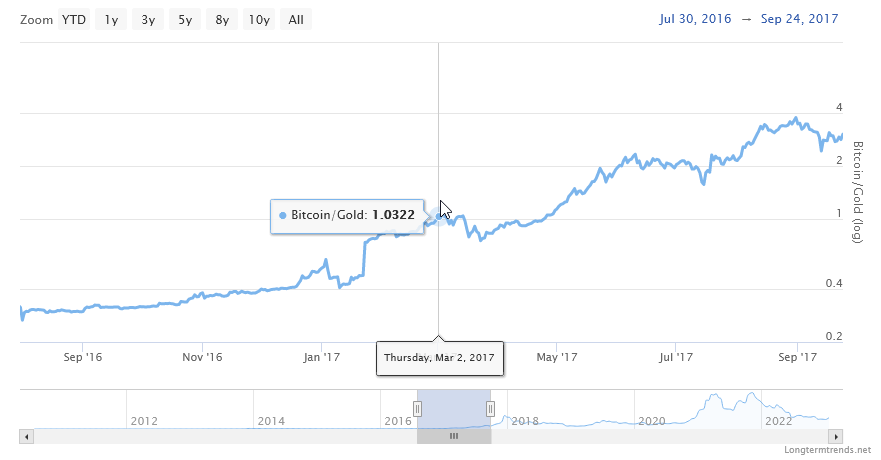 Zoom YTD 1y 3y 5y 8y 10y All Jul 30, 2016 → Sep 24, 2017
4
2
Bitcoin/Gold (log)
Bitcoin/Gold: 1.0322
1
0.4
0.2
Sep '16 Nov '16 Jan '17 Thursday, Mar 2, 2017 May '17 Jul '17 Sep '17
2012 2014 2016 2018 2020 2022
Longtermtrends.net